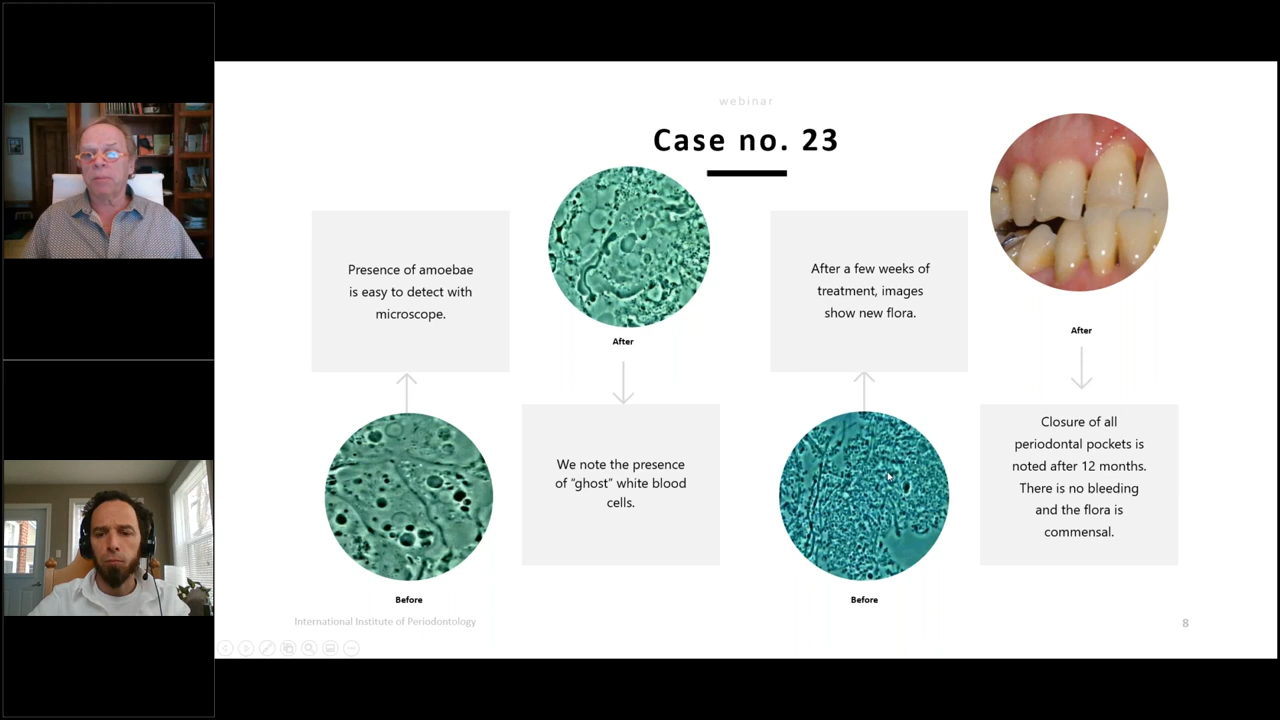 webinar
Case no. 23
Presence of amoebae
is easy to detect with
microscope.
Before
After
We note the presence
of “ghost” white blood
cells.
After a few weeks of
treatment, images
show new flora.
Before
After
Closure of all
periodontal pockets is
noted after 12 months.
There is no bleeding
and the flora is
commensal.
International Institute of Periodontology
8